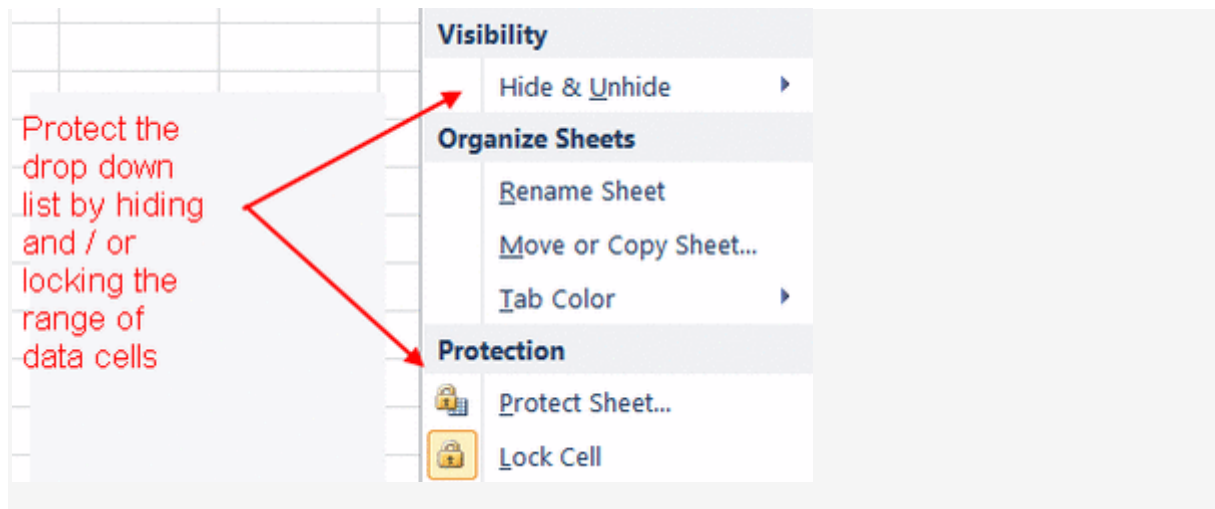 Protect the
drop down
list by hiding
and / or
locking the
range of
data cells
Visibility
Hide & Unhide
Organize Sheets
Rename Sheet
Move or Copy Sheet...
Tab Color
Protection
Protect Sheet...
Lock Cell